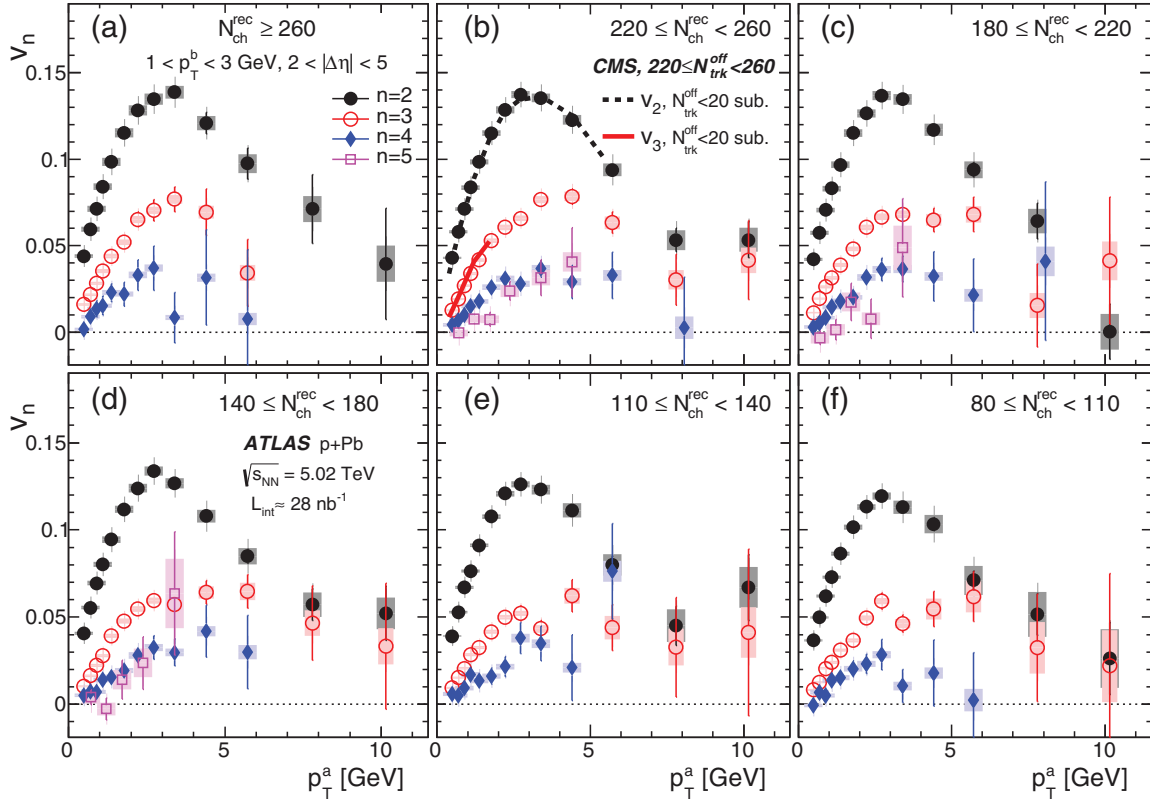 (a) N_ch^rec ≥ 260
1 < p_T^b < 3 GeV, 2 < |Δη| < 5
n=2
n=3
n=4
n=5
v_n
0.15
0.1
0.05
0
(b) 220 ≤ N_ch^rec < 260
CMS, 220≤N_trk^off<260
v_2, N_trk^off<20 sub.
v_3, N_trk^off<20 sub.
(c) 180 ≤ N_ch^rec < 220
(d) 140 ≤ N_ch^rec < 180
ATLAS p+Pb
√s_NN = 5.02 TeV
L_int ≈ 28 nb^-1
v_n
0.15
0.1
0.05
0
0 5 10
p_T^a [GeV]
(e) 110 ≤ N_ch^rec < 140
0 5 10
p_T^a [GeV]
(f) 80 ≤ N_ch^rec < 110
0 5 10
p_T^a [GeV]